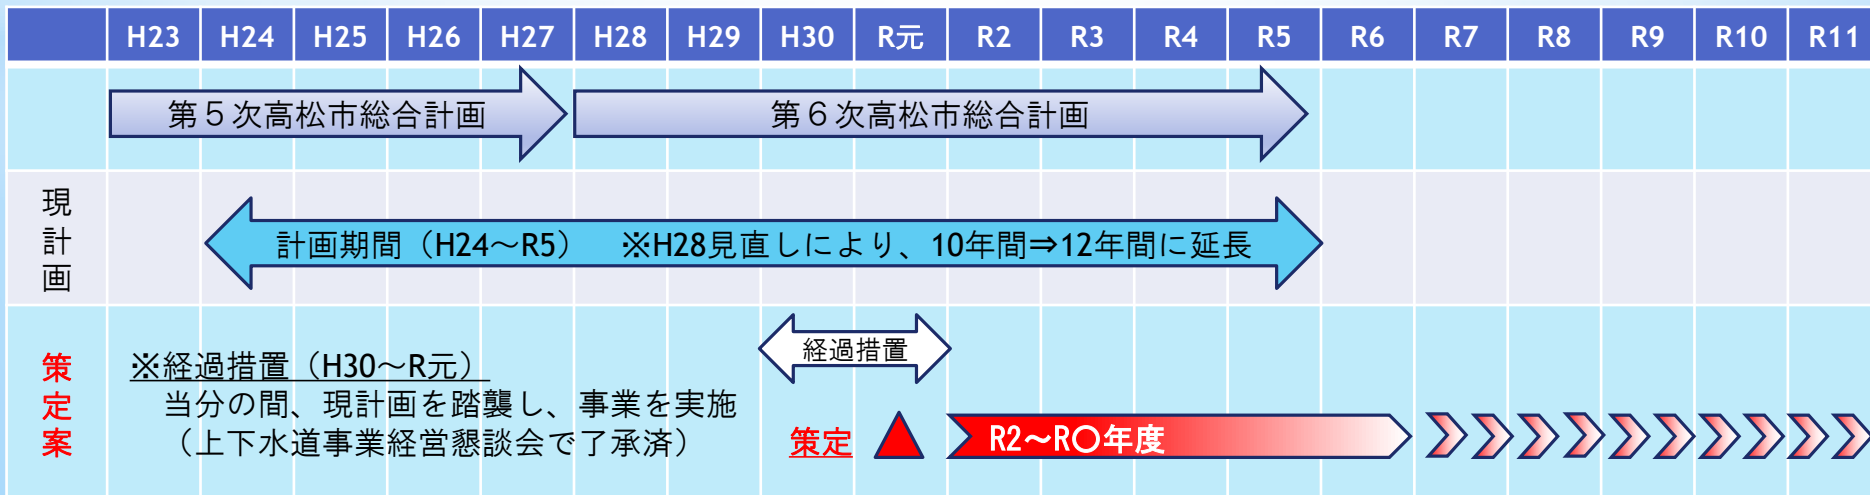 H23 H24 H25 H26 H27 H28 H29 H30 R元 R2 R3 R4 R5 R6 R7 R8 R9 R10 R11
第５次高松市総合計画 第６次高松市総合計画
現計画
計画期間（H24～R5） ※H28見直しにより、10年間⇒12年間に延長
策定案
※経過措置（H30～R元）
当分の間、現計画を踏襲し、事業を実施
（上下水道事業経営懇談会で了承済）
経過措置
策定
R2～R〇年度